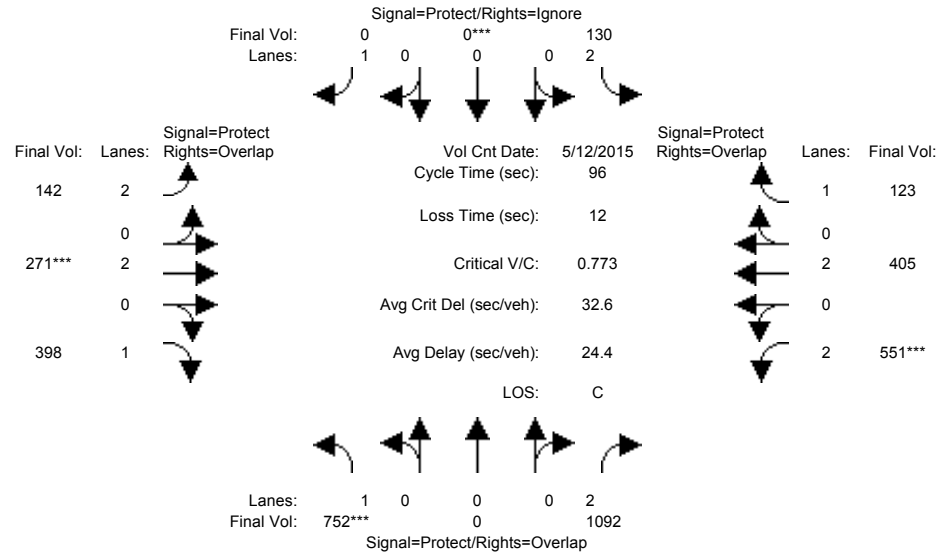 Signal=Protect/Rights=Ignore
Final Vol: 0 0*** 130
Lanes: 1 0 0 0 2
Signal=Protect Signal=Protect
Final Vol: Lanes: Rights=Overlap Vol Cnt Date: 5/12/2015 Rights=Overlap Lanes: Final Vol:
Cycle Time (sec): 96
142 2 1 123
Loss Time (sec): 12
0 0
271*** 2 Critical V/C: 0.773 2 405
0 Avg Crit Del (sec/veh): 32.6 0
398 1 Avg Delay (sec/veh): 24.4 2 551***
LOS: C
Lanes: 1 0 0 0 2
Final Vol: 752*** 0 1092
Signal=Protect/Rights=Overlap